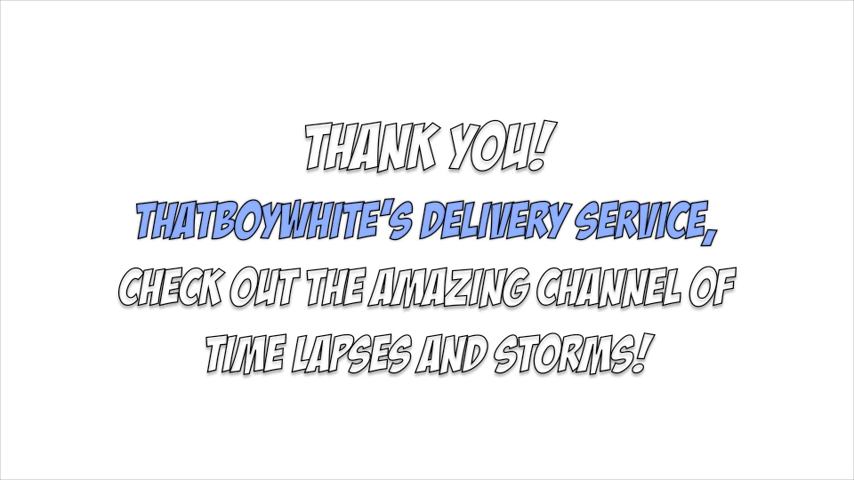 THANK YOU!
THATBOYWHITE'S DELIVERY SERVICE,
CHECK OUT THE AMAZING CHANNEL OF
TIME LAPSES AND STORMS!